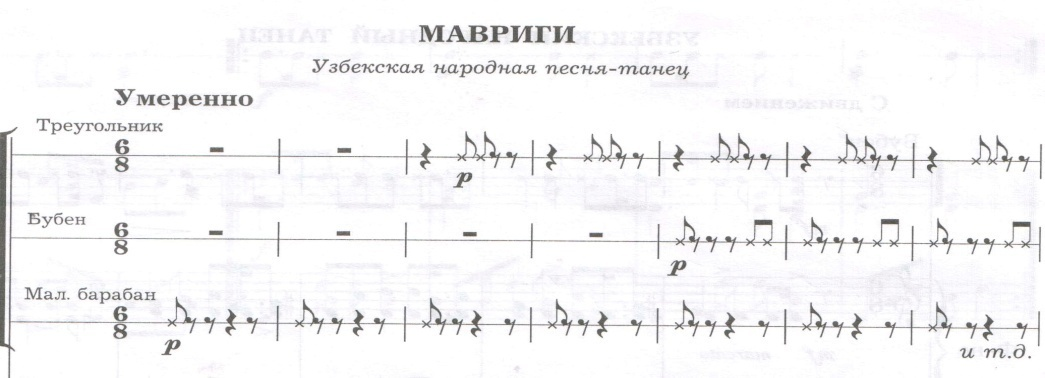 МАВРИГИ
Узбекская народная песня-танец
Умеренно
Треугольник
6
8
p
Бубен
6
8
p
Мал. барабан
6
8
p
и т.д.